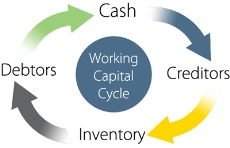 Cash
Working
Capital
Cycle
Debtors
Creditors
Inventory